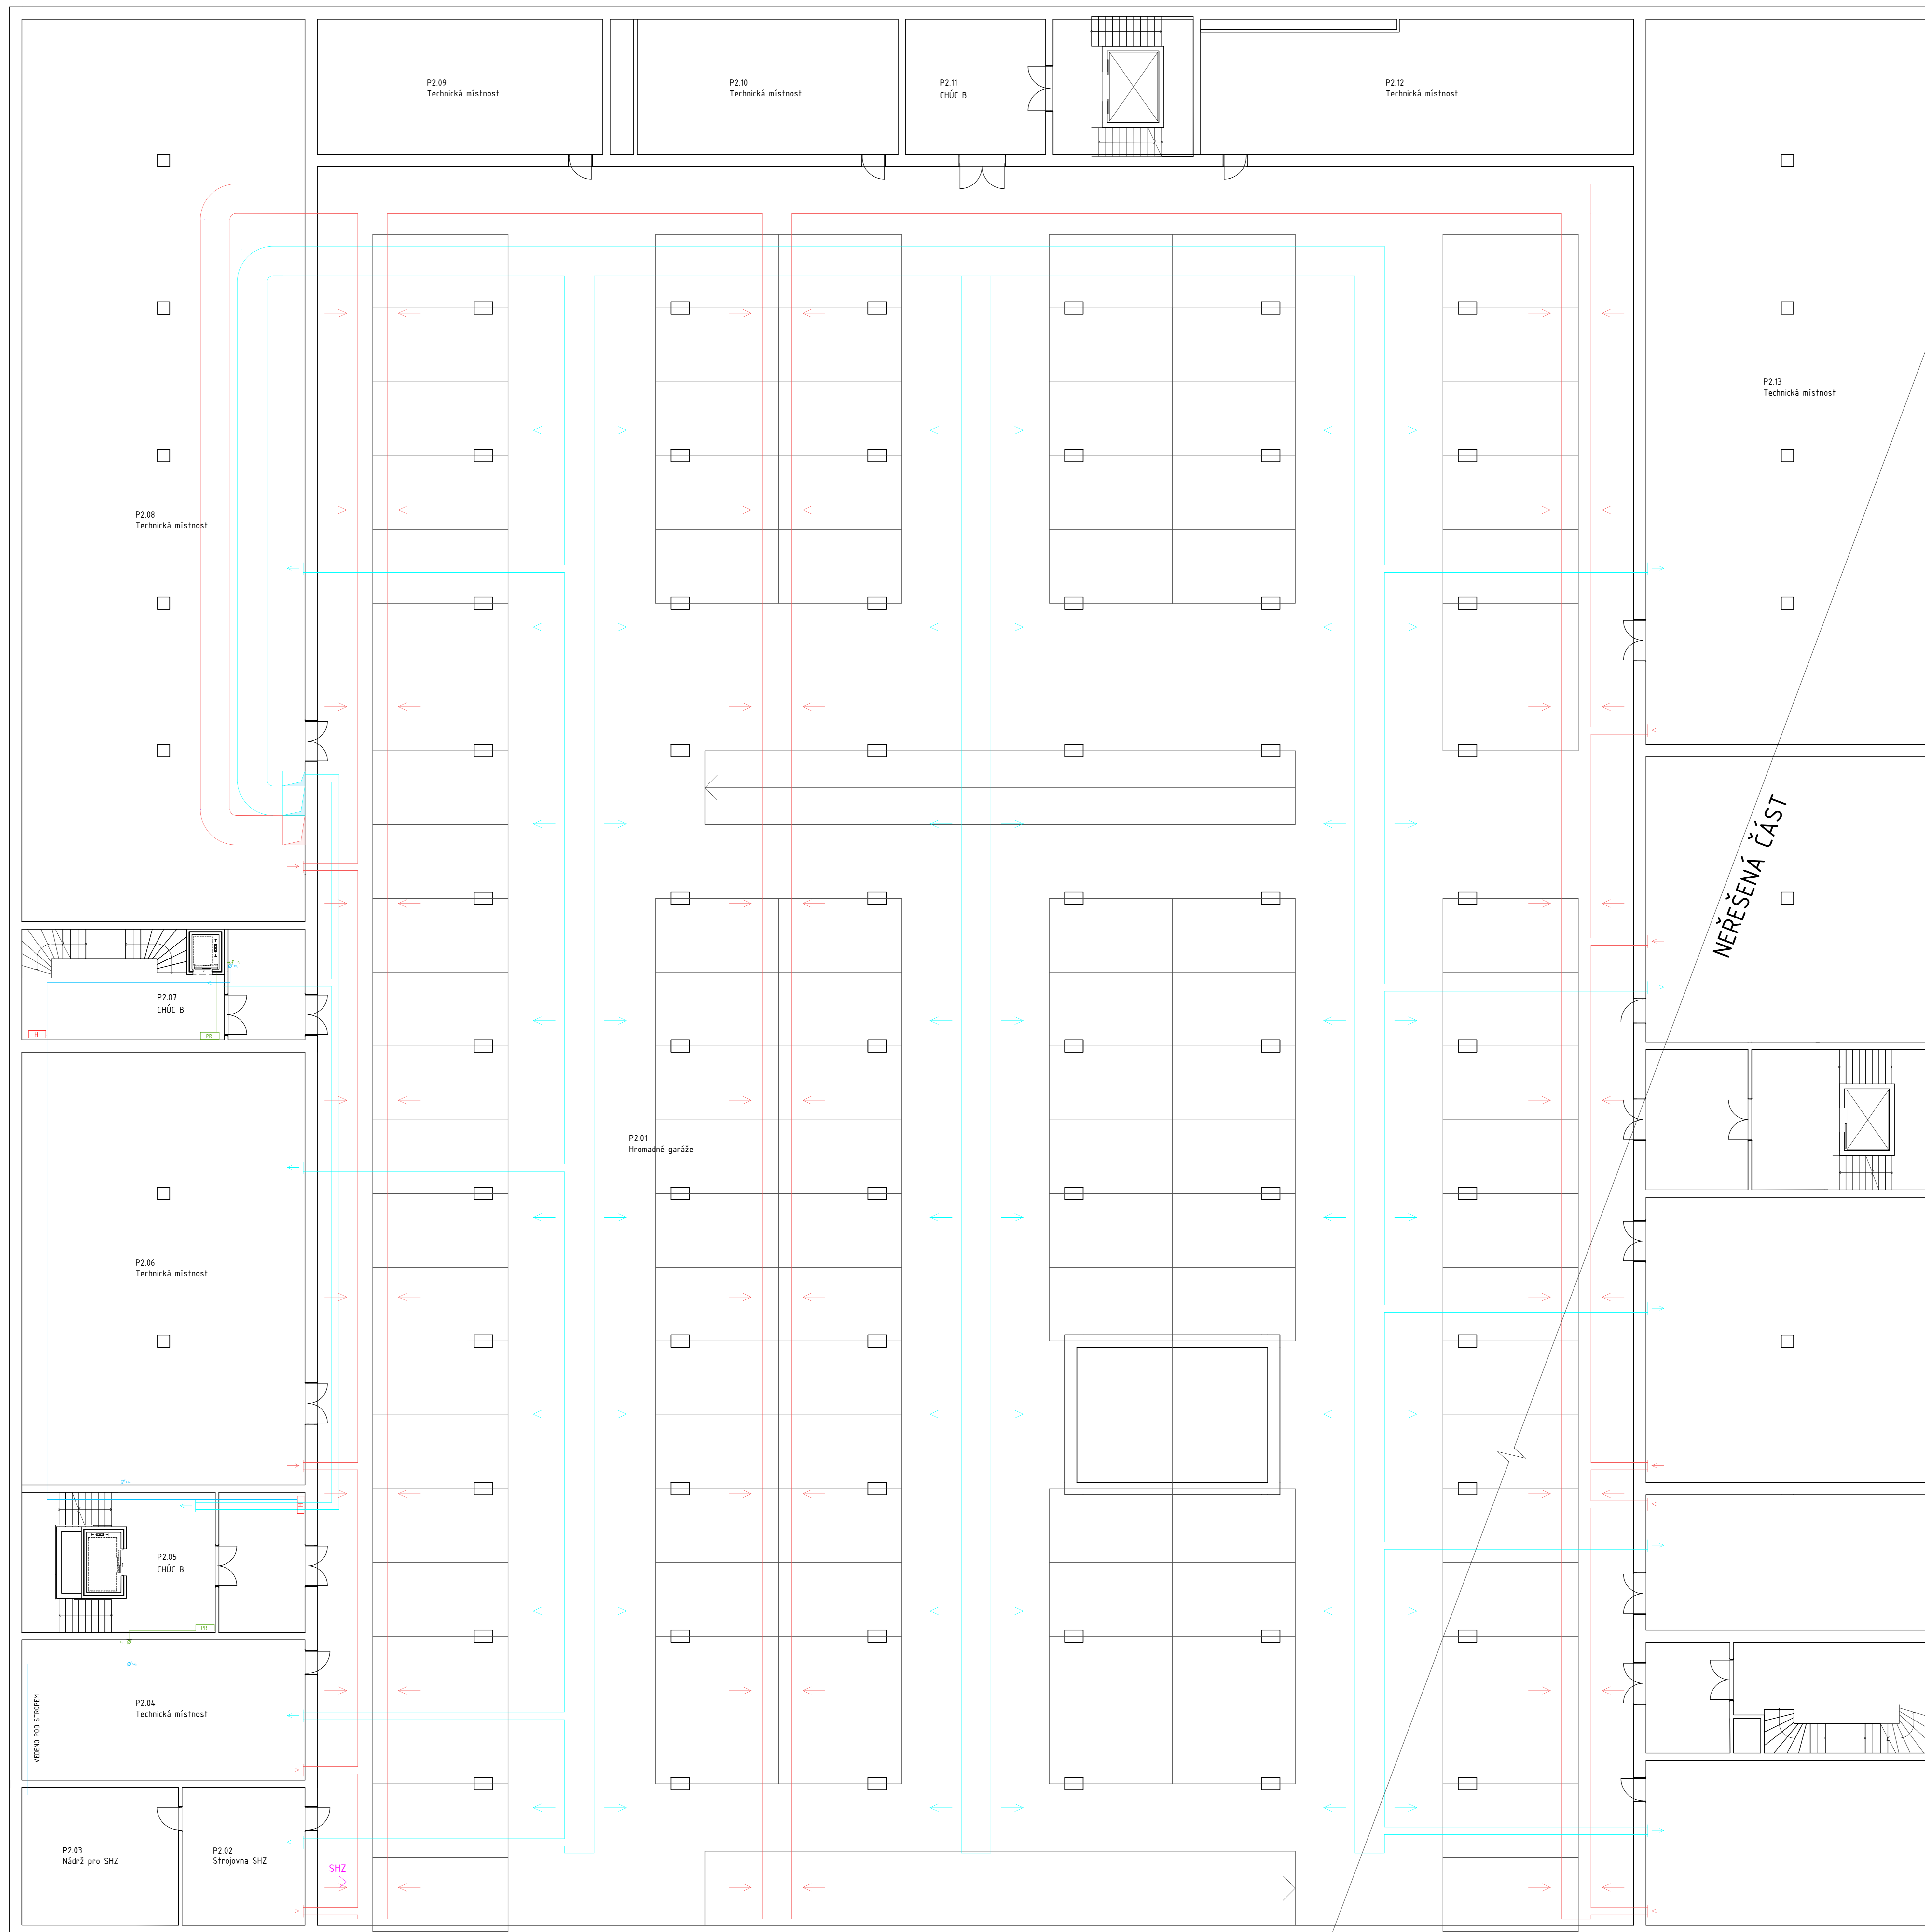 P2.09
Technická místnost
P2.10
Technická místnost
P2.11
CHÚC B
P2.12
Technická místnost
P2.13
Technická místnost
P2.08
Technická místnost
NEŘEŠENÁ ČÁST
P2.07
CHÚC B
H
PR
P2.01
Hromadné garáže
P2.06
Technická místnost
H
P2.05
CHÚC B
PR
P2.04
Technická místnost
VEDENO POD STROPEM
P2.03
Nádrž pro SHZ
P2.02
Strojovna SHZ
SHZ